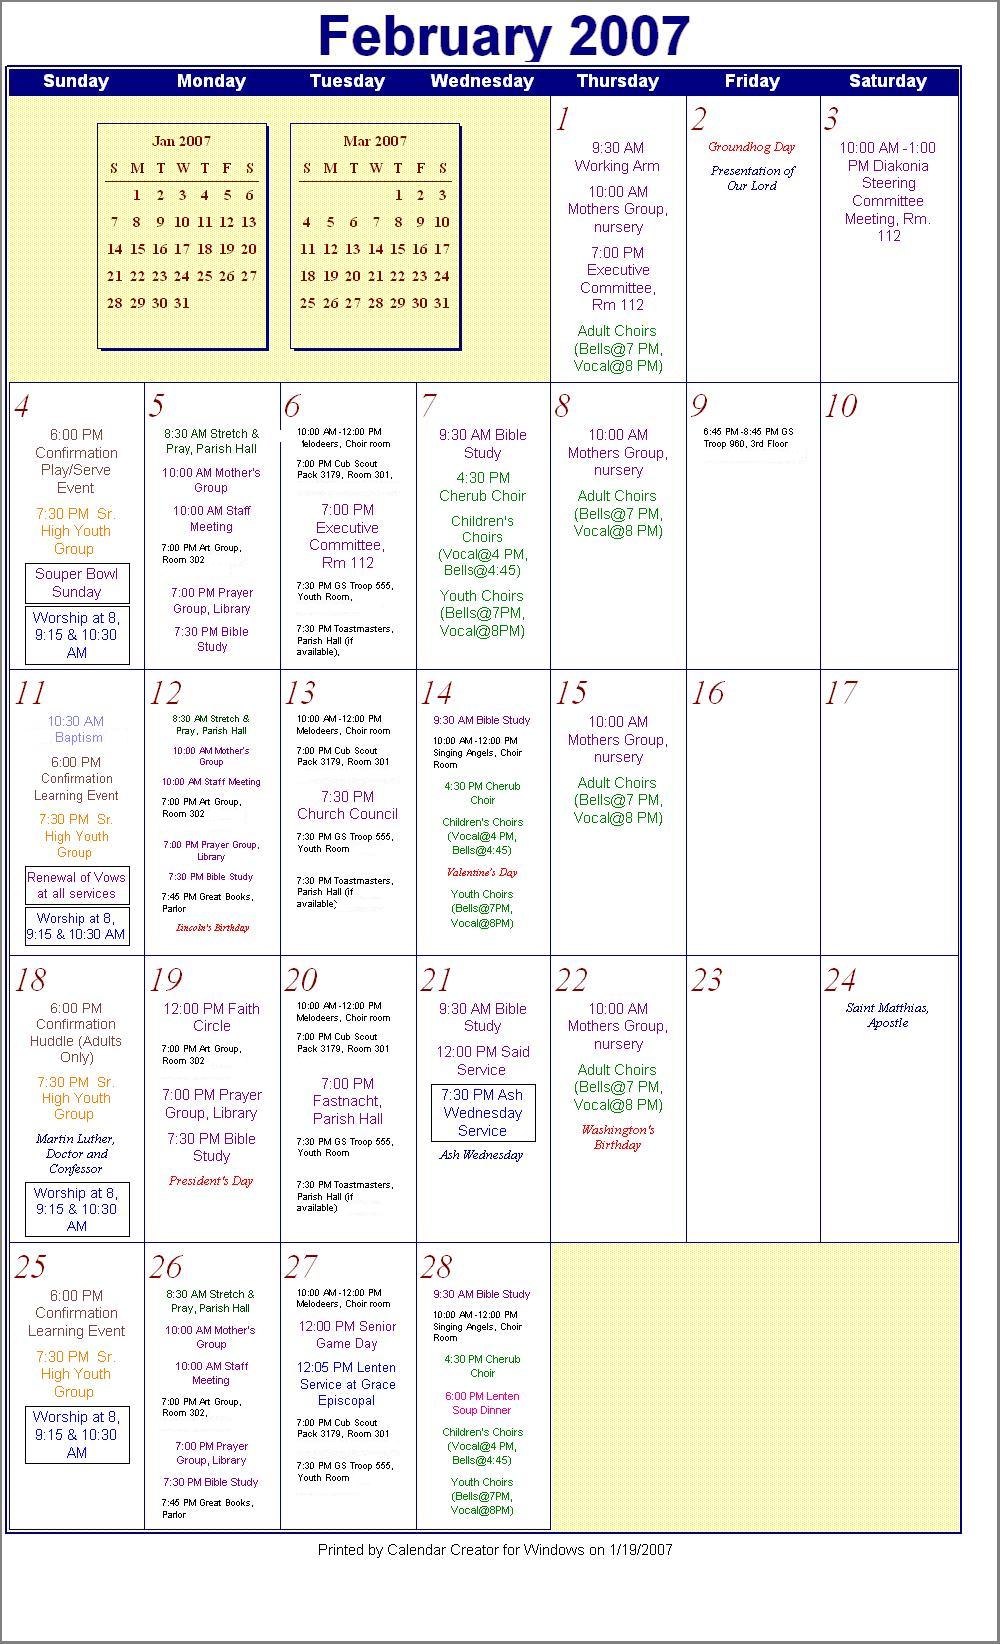 February 2007
Sunday Monday Tuesday Wednesday Thursday Friday Saturday
Jan 2007
S M T W T F S
1 2 3 4 5 6
7 8 9 10 11 12 13
14 15 16 17 18 19 20
21 22 23 24 25 26 27
28 29 30 31
Mar 2007
S M T W T F S
1 2 3
4 5 6 7 8 9 10
11 12 13 14 15 16 17
18 19 20 21 22 23 24
25 26 27 28 29 30 31
1
9:30 AM
Working Arm
10:00 AM
Mothers Group,
nursery
7:00 PM
Executive
Committee,
Rm 112
Adult Choirs
(Bells@7 PM,
Vocal@8 PM)
2
Groundhog Day
Presentation of
Our Lord
3
10:00 AM -1:00
PM Diakonia
Steering
Committee
Meeting, Rm.
112
4
6:00 PM
Confirmation
Play/Serve
Event
7:30 PM Sr.
High Youth
Group
Souper Bowl
Sunday
Worship at 8,
9:15 & 10:30
AM
5
8:30 AM Stretch &
Pray, Parish Hall
10:00 AM Mother's
Group
10:00 AM Staff
Meeting
7:00 PM Art Group,
Room 302
7:00 PM Prayer
Group, Library
7:30 PM Bible
Study
6
10:00 AM -12:00 PM
Melodeers, Choir room
7:00 PM Cub Scout
Pack 3179, Room 301,
7:00 PM
Executive
Committee,
Rm 112
7:30 PM GS Troop 555,
Youth Room,
7:30 PM Toastmasters,
Parish Hall (if
available),
7
9:30 AM Bible
Study
4:30 PM
Cherub Choir
Children's
Choirs
(Vocal@4 PM,
Bells@4:45)
Youth Choirs
(Bells@7PM,
Vocal@8PM)
8
10:00 AM
Mothers Group,
nursery
Adult Choirs
(Bells@7 PM,
Vocal@8 PM)
9
6:45 PM -8:45 PM GS
Troop 960, 3rd Floor
10
11
10:30 AM
Baptism
6:00 PM
Confirmation
Learning Event
7:30 PM Sr.
High Youth
Group
Renewal of Vows
at all services
Worship at 8,
9:15 & 10:30 AM
12
8:30 AM Stretch &
Pray, Parish Hall
10:00 AM Mother's
Group
10:00 AM Staff Meeting
7:00 PM Art Group,
Room 302
7:00 PM Prayer Group,
Library
7:30 PM Bible Study
7:45 PM Great Books,
Parlor
Lincoln's Birthday
13
10:00 AM -12:00 PM
Melodeers, Choir room
7:00 PM Cub Scout
Pack 3179, Room 301
7:30 PM
Church Council
7:30 PM GS Troop 555,
Youth Room
7:30 PM Toastmasters,
Parish Hall (if
available)
14
9:30 AM Bible Study
10:00 AM -12:00 PM
Singing Angels, Choir
Room
4:30 PM Cherub
Choir
Children's Choirs
(Vocal@4 PM,
Bells@4:45)
Valentine's Day
Youth Choirs
(Bells@7PM,
Vocal@8PM)
15
10:00 AM
Mothers Group,
nursery
Adult Choirs
(Bells@7 PM,
Vocal@8 PM)
16
17
18
6:00 PM
Confirmation
Huddle (Adults
Only)
7:30 PM Sr.
High Youth
Group
Martin Luther,
Doctor and
Confessor
Worship at 8,
9:15 & 10:30
AM
19
12:00 PM Faith
Circle
7:00 PM Art Group,
Room 302
7:00 PM Prayer
Group, Library
7:30 PM Bible
Study
President's Day
20
10:00 AM -12:00 PM
Melodeers, Choir room
7:00 PM Cub Scout
Pack 3179, Room 301
7:00 PM
Fastnacht,
Parish Hall
7:30 PM GS Troop 555,
Youth Room
7:30 PM Toastmasters,
Parish Hall (if
available)
21
9:30 AM Bible
Study
12:00 PM Said
Service
7:30 PM Ash
Wednesday
Service
Ash Wednesday
22
10:00 AM
Mothers Group,
nursery
Adult Choirs
(Bells@7 PM,
Vocal@8 PM)
Washington's
Birthday
23
24
Saint Matthias,
Apostle
25
6:00 PM
Confirmation
Learning Event
7:30 PM Sr.
High Youth
Group
Worship at 8,
9:15 & 10:30
AM
26
8:30 AM Stretch &
Pray, Parish Hall
10:00 AM Mother's
Group
10:00 AM Staff
Meeting
7:00 PM Art Group,
Room 302,
7:00 PM Prayer
Group, Library
7:30 PM Bible Study
7:45 PM Great Books,
Parlor
27
10:00 AM -12:00 PM
Melodeers, Choir room
12:00 PM Senior
Game Day
12:05 PM Lenten
Service at Grace
Episcopal
7:00 PM Cub Scout
Pack 3179, Room 301
7:30 PM GS Troop 555,
Youth Room
28
9:30 AM Bible Study
10:00 AM -12:00 PM
Singing Angels, Choir
Room
4:30 PM Cherub
Choir
6:00 PM Lenten
Soup Dinner
Children's Choirs
(Vocal@4 PM,
Bells@4:45)
Youth Choirs
(Bells@7PM,
Vocal@8PM)
Printed by Calendar Creator for Windows on 1/19/2007